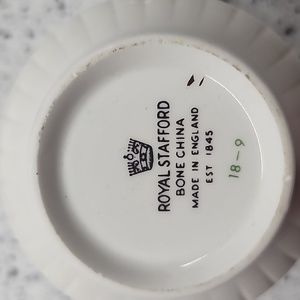 ROYAL STAFFORD
BONE CHINA
MADE IN ENGLAND
EST 1845
18-9